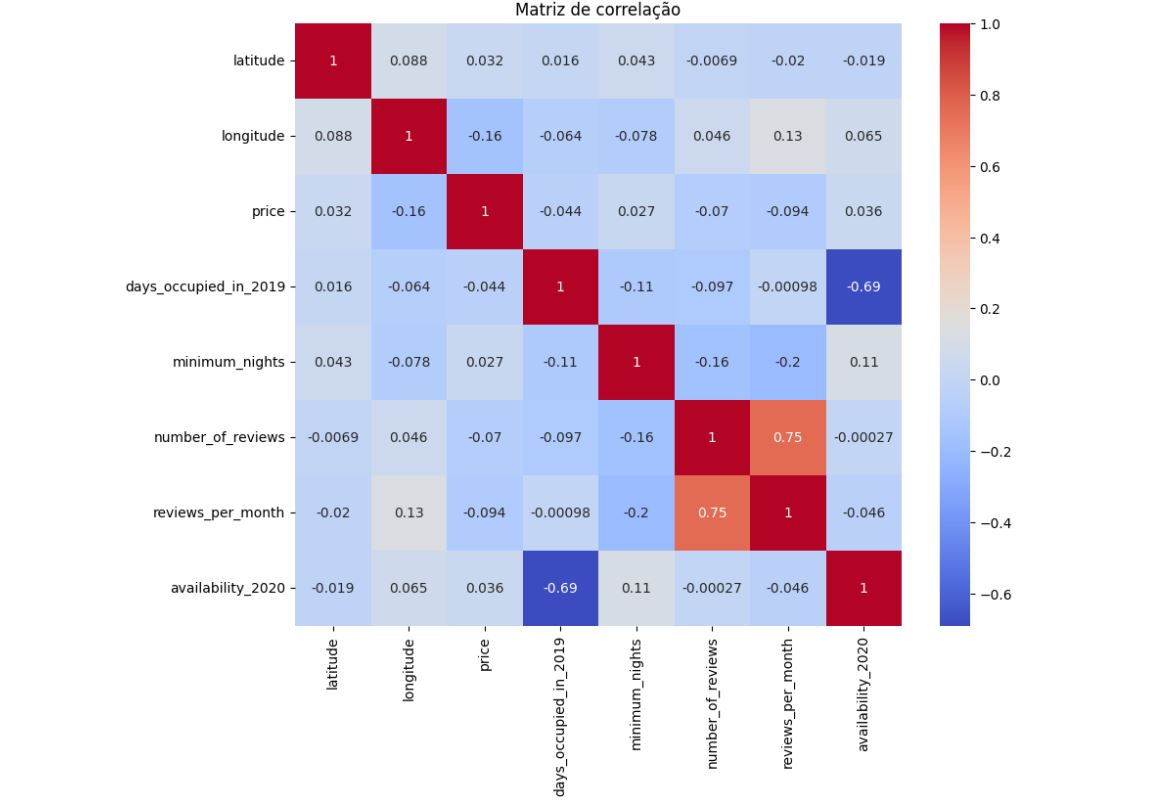 Matriz de correlação
latitude 1 0.088 0.032 0.016 0.043 -0.0069 -0.02 -0.019
longitude 0.088 1 -0.16 -0.064 -0.078 0.046 0.13 0.065
price 0.032 -0.16 1 -0.044 0.027 -0.07 -0.094 0.036
days_occupied_in_2019 0.016 -0.064 -0.044 1 -0.11 -0.097 -0.00098 -0.69
minimum_nights 0.043 -0.078 0.027 -0.11 1 -0.16 -0.2 0.11
number_of_reviews -0.0069 0.046 -0.07 -0.097 -0.16 1 0.75 -0.00027
reviews_per_month -0.02 0.13 -0.094 -0.00098 -0.2 0.75 1 -0.046
availability_2020 -0.019 0.065 0.036 -0.69 0.11 -0.00027 -0.046 1
latitude
longitude
price
days_occupied_in_2019
minimum_nights
number_of_reviews
reviews_per_month
availability_2020
1.0
0.8
0.6
0.4
0.2
0.0
−0.2
−0.4
−0.6